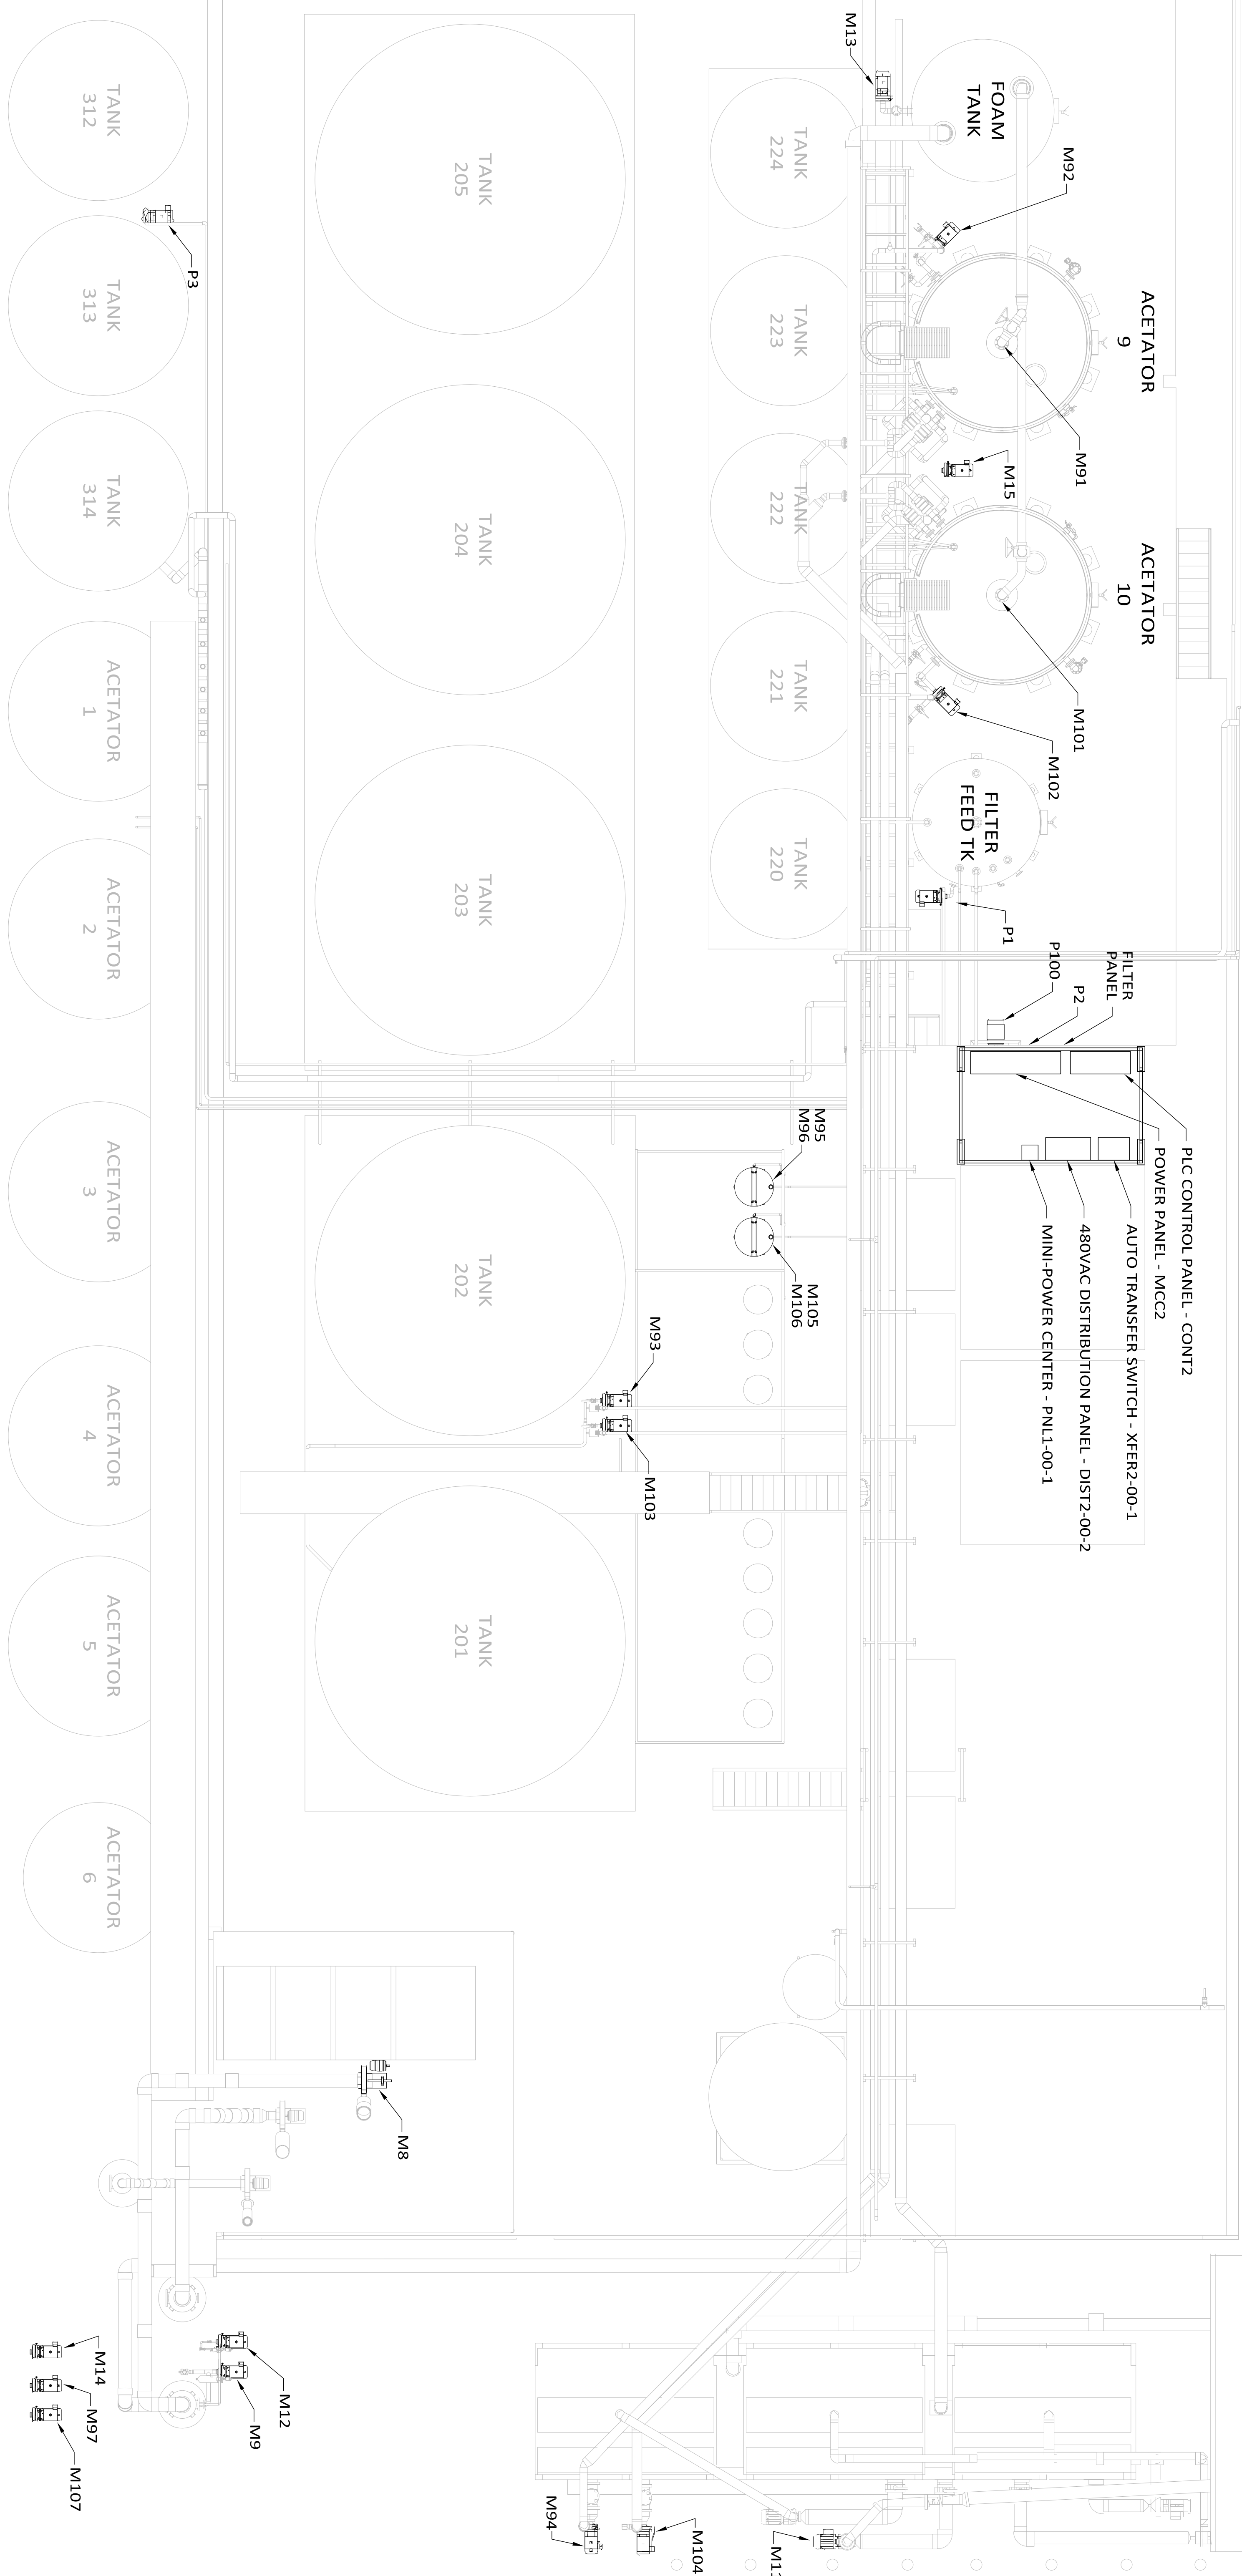 M13
FOAM
TANK
M92
ACETATOR
9
M91
M15
ACETATOR
10
M101
M102
FILTER
FEED TK
P1
P100
P2
FILTER
PANEL
PLC CONTROL PANEL - CONT2
POWER PANEL - MCC2
AUTO TRANSFER SWITCH - XFER2-00-1
480VAC DISTRIBUTION PANEL - DIST2-00-2
MINI-POWER CENTER - PNL1-00-1
TANK
224
TANK
223
TANK
222
TANK
221
TANK
220
M95
M96
M105
M106
M93
M103
TANK
205
TANK
204
TANK
203
TANK
202
TANK
201
TANK
312
P3
TANK
313
TANK
314
ACETATOR
1
ACETATOR
2
ACETATOR
3
ACETATOR
4
ACETATOR
5
ACETATOR
6
M8
M12
M9
M14
M97
M107
M94
M104